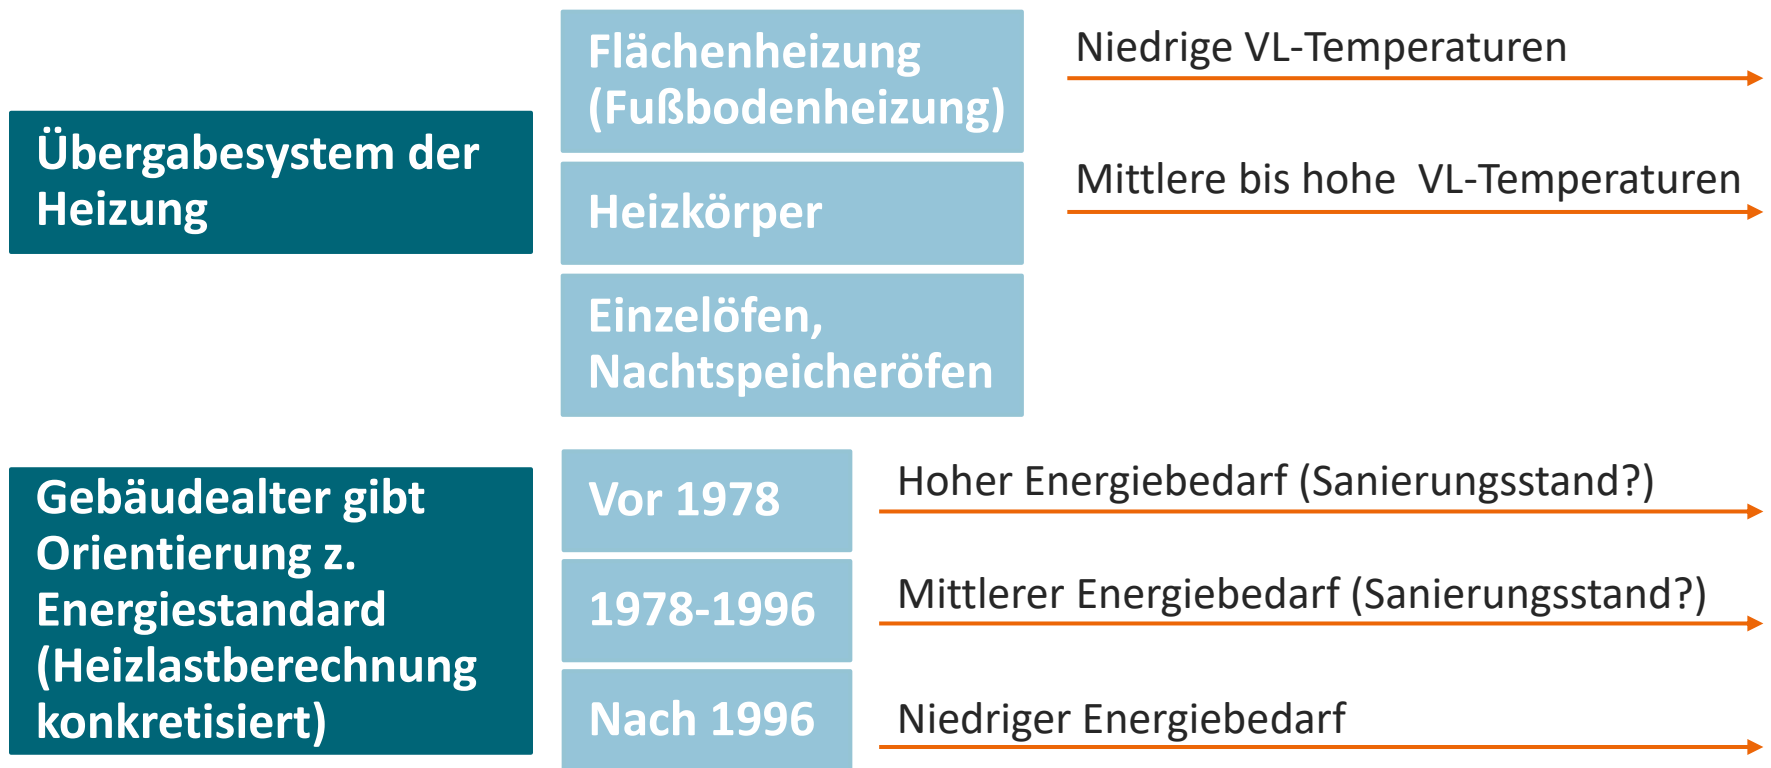 Übergabesystem der
Heizung
Flächenheizung
(Fußbodenheizung)
Niedrige VL-Temperaturen
Heizkörper
Mittlere bis hohe  VL-Temperaturen
Einzelöfen,
Nachtspeicheröfen
Gebäudealter gibt
Orientierung z.
Energiestandard
(Heizlastberechnung
konkretisiert)
Vor 1978
Hoher Energiebedarf (Sanierungsstand?)
1978-1996
Mittlerer Energiebedarf (Sanierungsstand?)
Nach 1996
Niedriger Energiebedarf